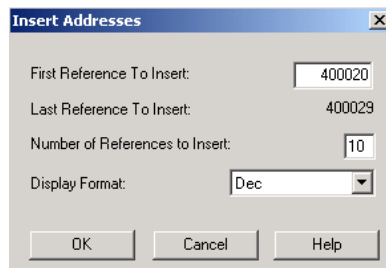 Insert Addresses
First Reference To Insert: 400020
Last Reference To Insert: 400029
Number of References to Insert: 10
Display Format: Dec
OK Cancel Help